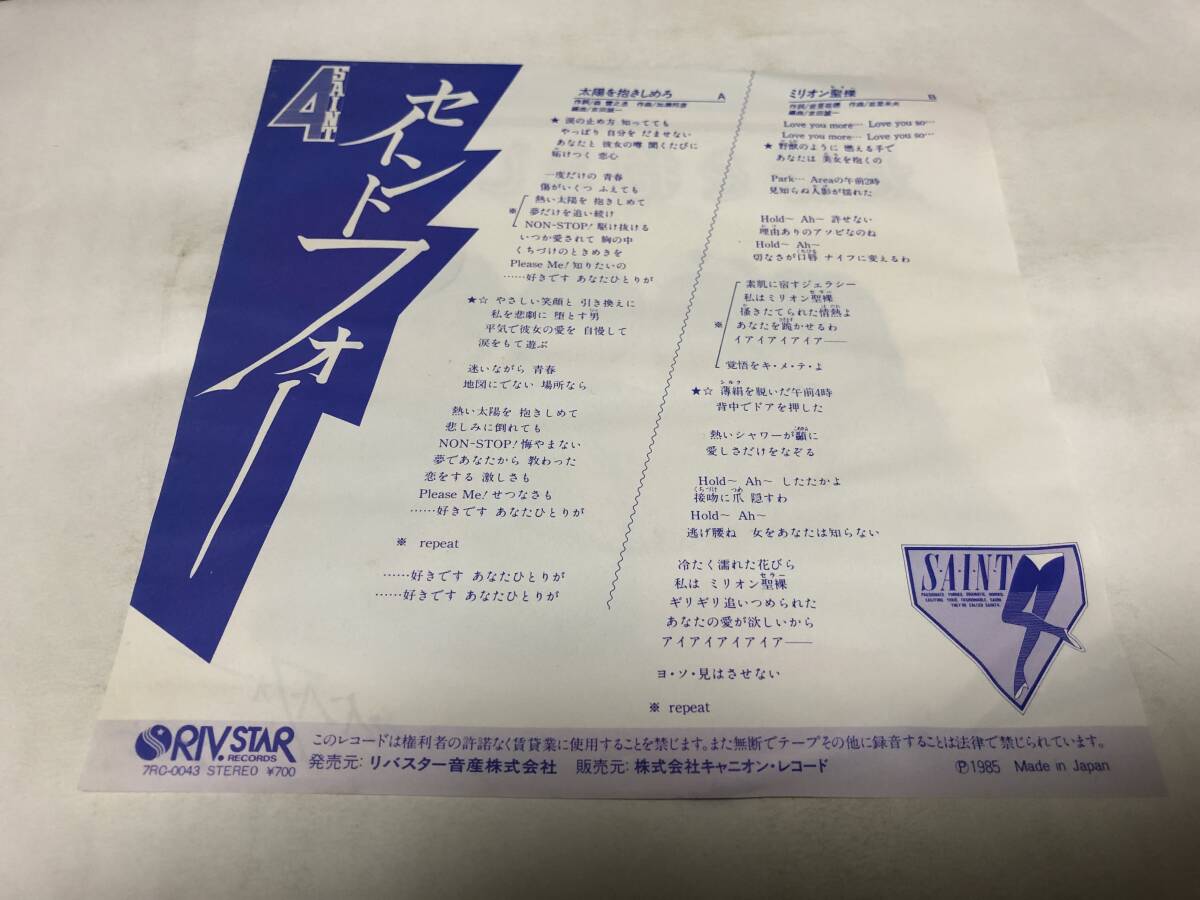 SAINT
4
セイントフォー
太陽を抱きしめろ A
作詞／森雪之丞 作曲／加瀬邦彦
★ 涙の止め方 知ってても
やっぱり 自分を だませない
あなたと 彼女の噂 聞くたびに
妬けつく 恋心
一度だけの 青春
傷がいくつ ふえても
熱い太陽を 抱きしめて
※ 夢だけを追い続け
NON-STOP! 駆け抜ける
いつか愛されて 胸の中
くちづけのときめきを
Please Me! 知りたいの
……好きです あなたひとりが
★☆ やさしい笑顔と 引き換えに
私を悲劇に 堕とす男
平気で彼女の愛を 自慢して
涙をもて遊ぶ
迷いながら 青春
地図にでない 場所なら
熱い太陽を 抱きしめて
悲しみに倒れても
NON-STOP! 悔やまない
夢であなたから 教わった
恋をする 激しさも
Please Me! せつなさも
……好きです あなたひとりが
※ repeat
……好きです あなたひとりが
……好きです あなたひとりが
ミリオン聖裸 B
Love you more… Love you so…
Love you more… Love you so…
★ 野獣のように 燃える手で
あなたは 美女を抱くの
Park… Areaの午前2時
見知らぬ人影が揺れた
Hold〜 Ah〜 許せない
理由ありのアソビなのね
Hold〜 Ah〜
切なさが口唇 ナイフに変えるわ
素肌に宿すジェラシー
私はミリオン聖裸
掻きたてられた情熱よ
※ あなたを跪かせるわ
イアイアイアイア――
覚悟をキ・メ・テ・よ
★☆ 薄絹を脱いだ午前4時
背中でドアを押した
熱いシャワーが顳に
愛しさだけをなぞる
Hold〜 Ah〜 したたかよ
接吻に爪 隠すわ
Hold〜 Ah〜
逃げ腰ね 女をあなたは知らない
冷たく濡れた花びら
私は ミリオン聖裸
ギリギリ追いつめられた
あなたの愛が欲しいから
アイアイアイアイア――
ヨ・ソ・見はさせない
※ repeat
S・A・I・N・T
RIV.STAR
RECORDS
このレコードは権利者の許諾なく賃貸業に使用することを禁じます。また無断でテープその他に録音することは法律で禁じられています。
7RC-0043 STEREO ¥700 発売元: リバスター音産株式会社 販売元: 株式会社キャニオン・レコード Ⓟ1985 Made in Japan